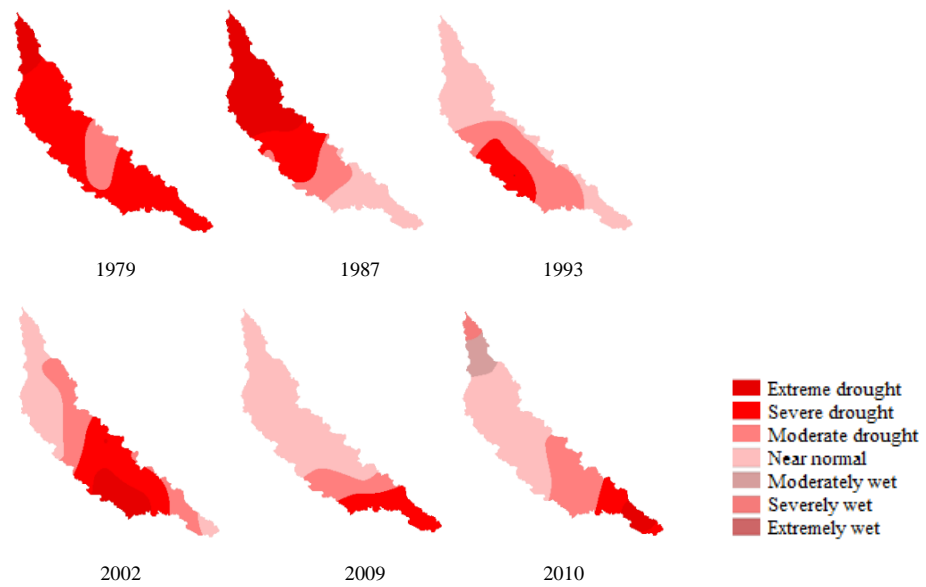 1979
1987
1993
2002
2009
2010
Extreme drought
Severe drought
Moderate drought
Near normal
Moderately wet
Severely wet
Extremely wet